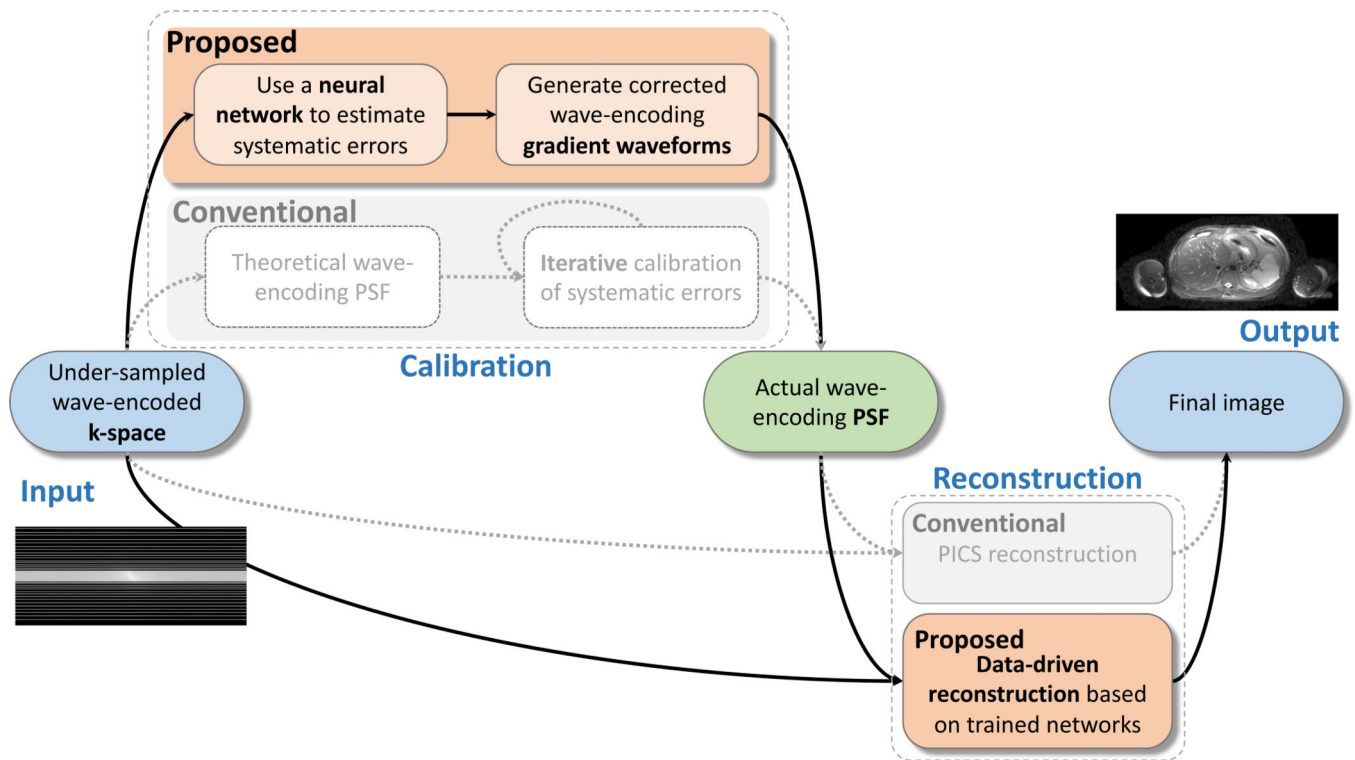 Proposed
Use a neural
network to estimate
systematic errors
Generate corrected
wave-encoding
gradient waveforms
Conventional
Theoretical wave-
encoding PSF
Iterative calibration
of systematic errors
Calibration
Under-sampled
wave-encoded
k-space
Input
Actual wave-
encoding PSF
Output
Final image
Reconstruction
Conventional
PICS reconstruction
Proposed
Data-driven
reconstruction based
on trained networks